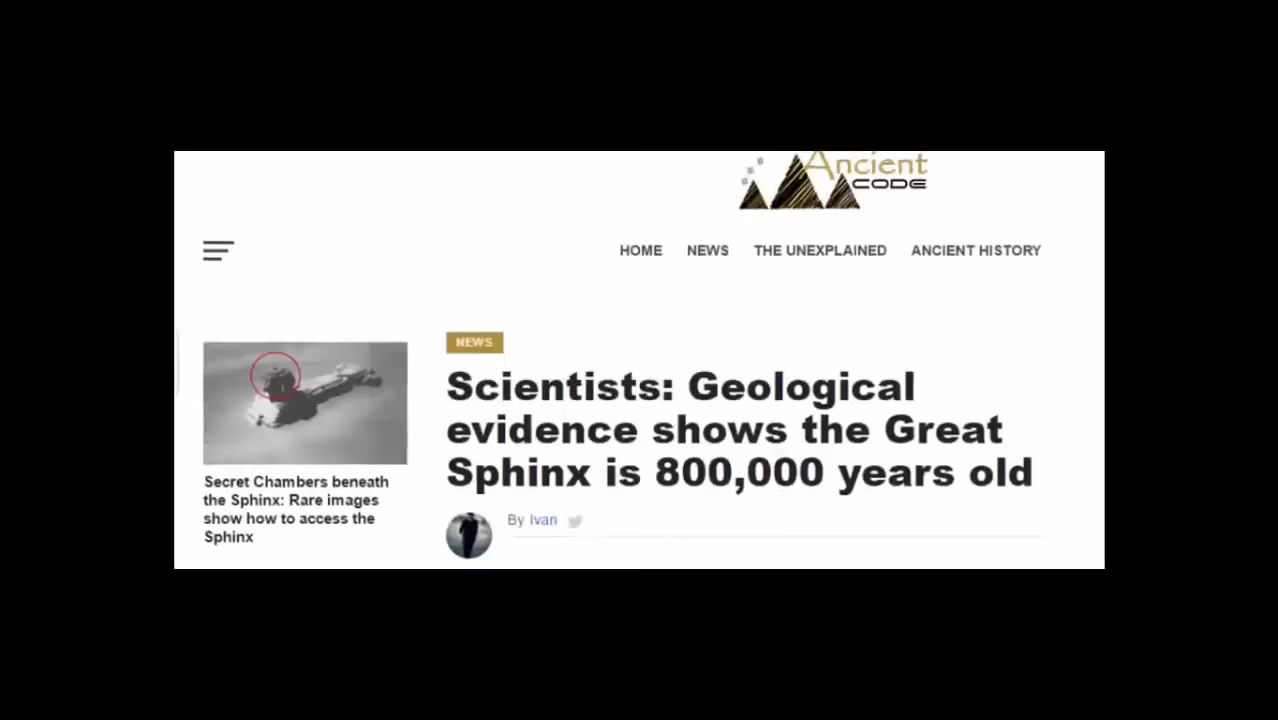 Ancient
CODE
HOME NEWS THE UNEXPLAINED ANCIENT HISTORY
NEWS
Scientists: Geological
evidence shows the Great
Sphinx is 800,000 years old
By Ivan
Secret Chambers beneath
the Sphinx: Rare images
show how to access the
Sphinx